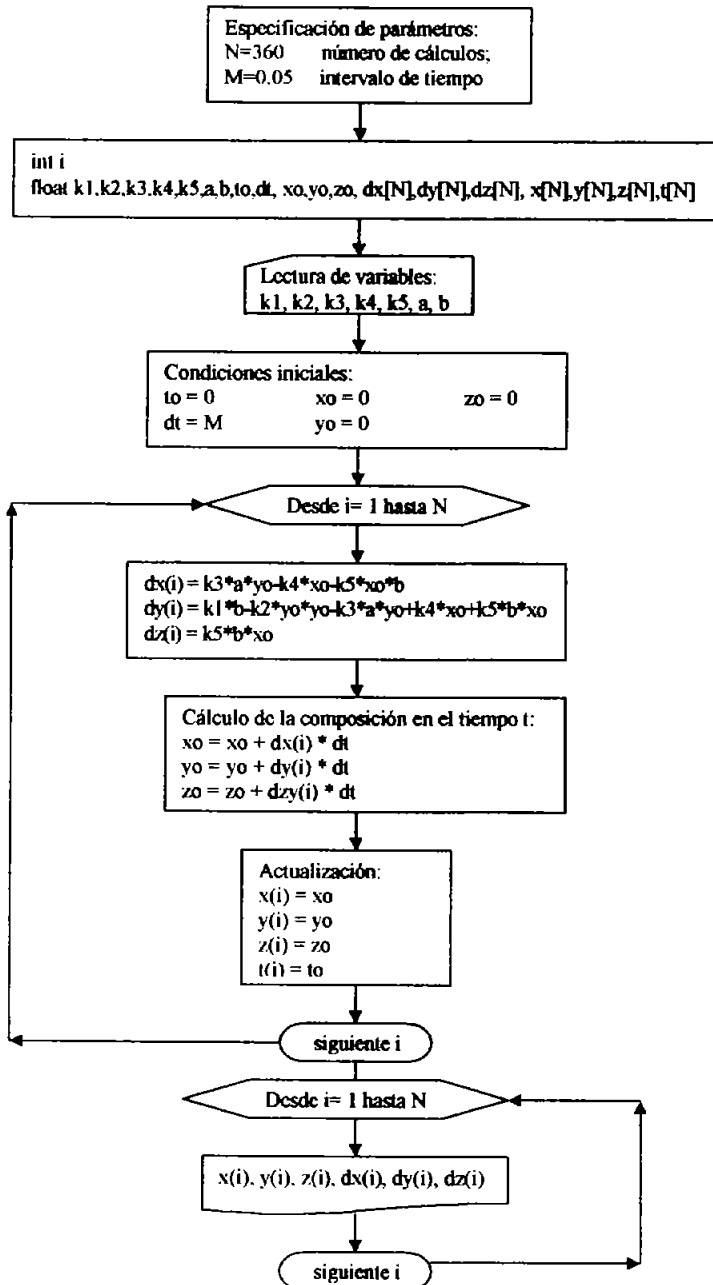 Especificación de parámetros:
N=360 número de cálculos;
M=0.05 intervalo de tiempo
int i
float k1,k2,k3,k4,k5,a,b,to,dt, xo,yo,zo, dx[N],dy[N],dz[N], x[N],y[N],z[N],t[N]
Lectura de variables:
k1, k2, k3, k4, k5, a, b
Condiciones iniciales:
to = 0 xo = 0 zo = 0
dt = M yo = 0
Desde i= 1 hasta N
dx(i) = k3*a*yo-k4*xo-k5*xo*b
dy(i) = k1*b-k2*yo*yo-k3*a*yo+k4*xo+k5*b*xo
dz(i) = k5*b*xo
Cálculo de la composición en el tiempo t:
xo = xo + dx(i) * dt
yo = yo + dy(i) * dt
zo = zo + dzy(i) * dt
Actualización:
x(i) = xo
y(i) = yo
z(i) = zo
t(i) = to
siguiente i
Desde i= 1 hasta N
x(i), y(i), z(i), dx(i), dy(i), dz(i)
siguiente i